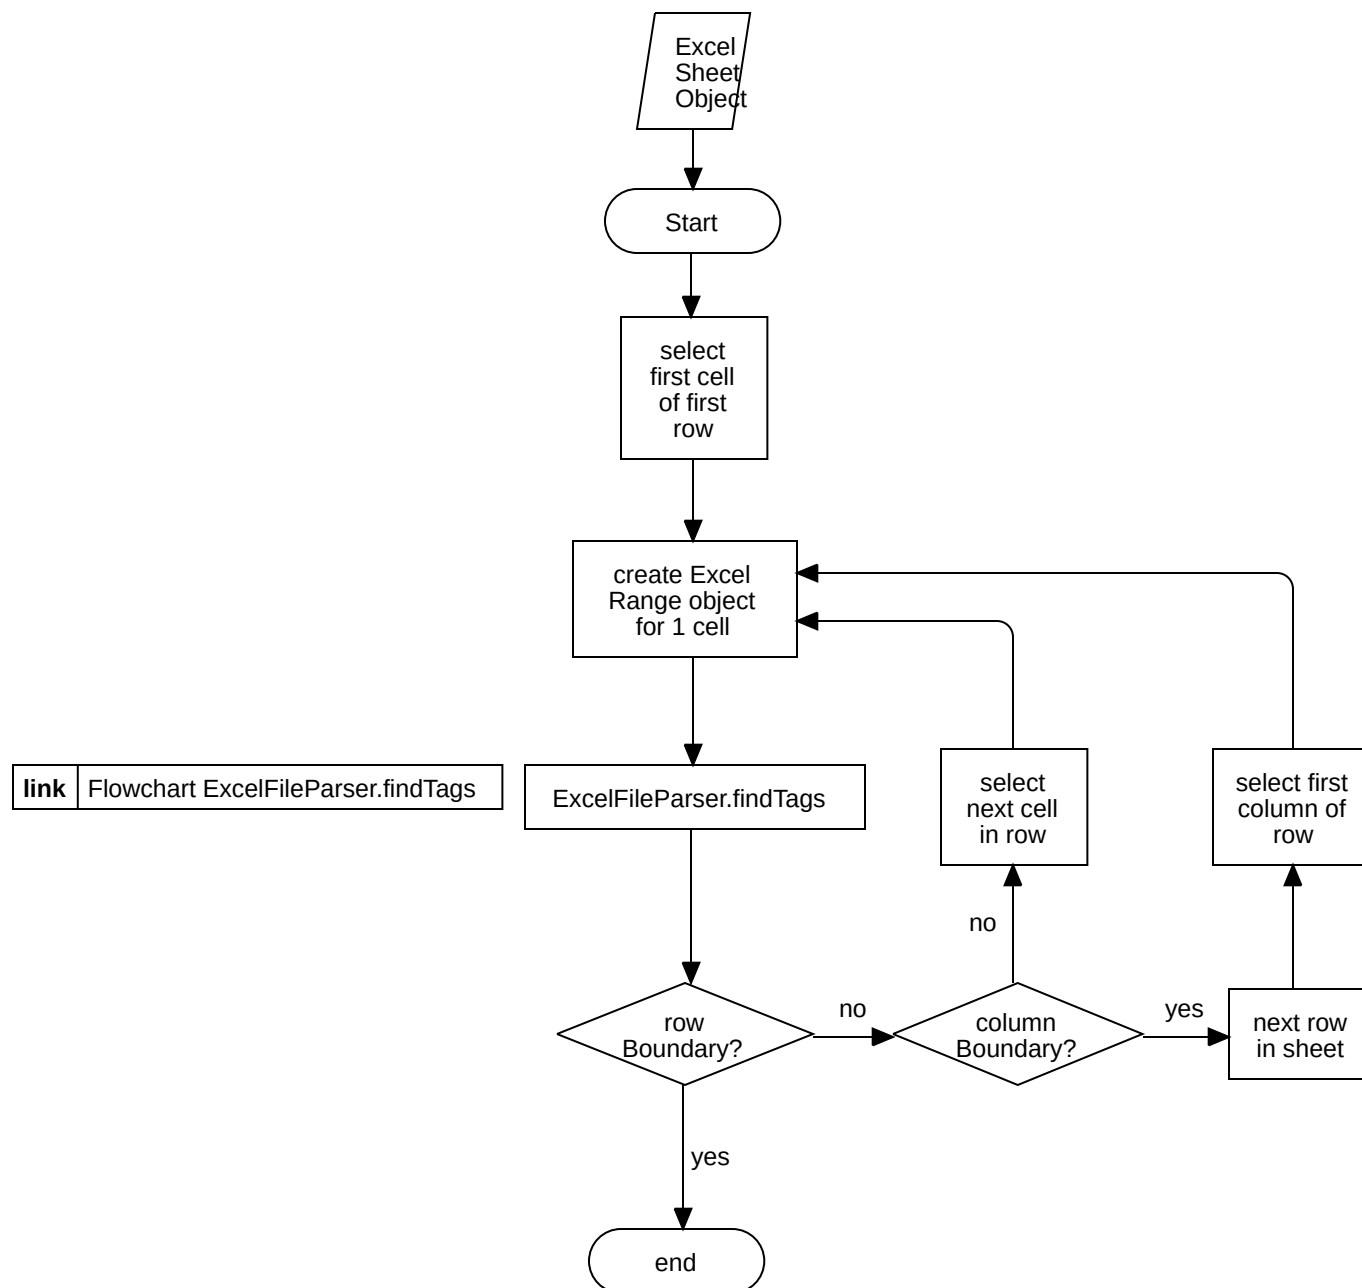 Excel
Sheet
Object
Start
select
first cell
of first
row
create Excel
Range object
for 1 cell
link Flowchart ExcelFileParser.findTags
ExcelFileParser.findTags
select
next cell
in row
select first
column of
row
no
row
Boundary?
no
column
Boundary?
yes
next row
in sheet
yes
end